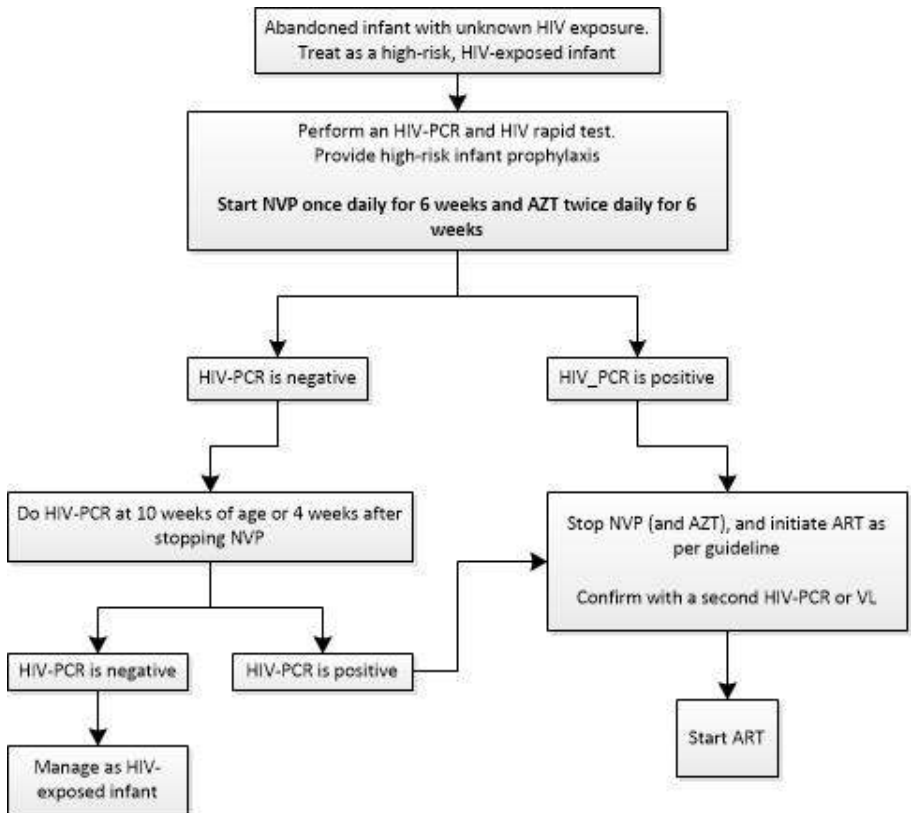 Abandoned infant with unknown HIV exposure.
Treat as a high-risk, HIV-exposed infant
Perform an HIV-PCR and HIV rapid test.
Provide high-risk infant prophylaxis
Start NVP once daily for 6 weeks and AZT twice daily for 6
weeks
HIV-PCR is negative
HIV_PCR is positive
Do HIV-PCR at 10 weeks of age or 4 weeks after
stopping NVP
Stop NVP (and AZT), and initiate ART as
per guideline
Confirm with a second HIV-PCR or VL
HIV-PCR is negative
HIV-PCR is positive
Start ART
Manage as HIV-
exposed infant